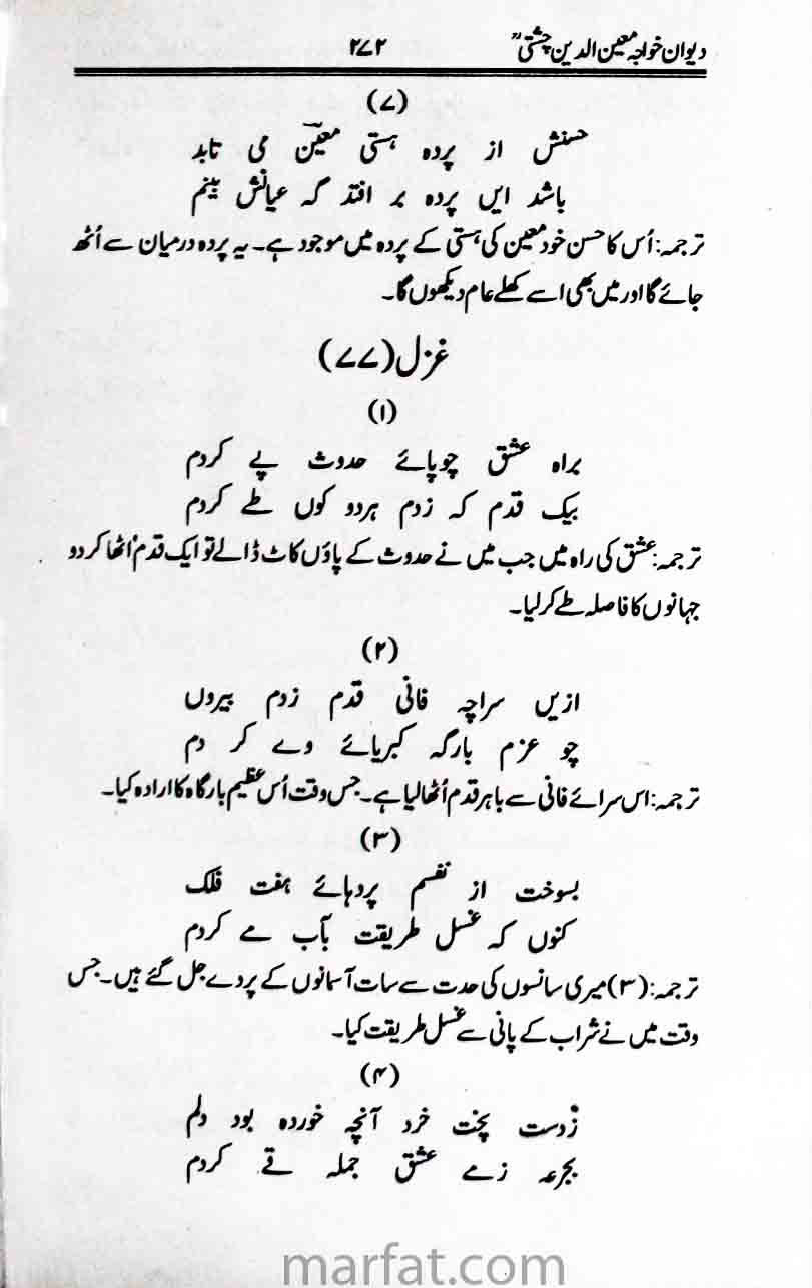 دیوان خواجہ معین الدین چشتیؒ ۲۷۲
(۷)
حسنش از پردہ ہستی معینؔ می تابد
باشد ایں پردہ بر افتد کہ عیانش بینم
ترجمہ: اُس کا حسن خود معین کی ہستی کے پردہ میں موجود ہے۔ یہ پردہ درمیان سے اُٹھ
جائے گا اور میں بھی اسے کھلے عام دیکھوں گا۔
غزل (۷۷)
(۱)
براہ عشق چوپائے حدوث پے کردم
بیک قدم کہ زدم ہردو کوں طے کردم
ترجمہ: عشق کی راہ میں جب میں نے حدوث کے پاؤں کاٹ ڈالے تو ایک قدم اُٹھا کر دو
جہانوں کا فاصلہ طے کر لیا۔
(۲)
ازیں سراچہ فانی قدم زدم بیروں
چو عزم بارگہ کبریائے وے کر دم
ترجمہ: اس سرائے فانی سے باہر قدم اُٹھا لیا ہے۔ جس وقت اُس عظیم بارگاہ کا ارادہ کیا۔
(۳)
بسوخت از نفسم پردہائے ہفت فلک
کنوں کہ غسل طریقت بآب مے کردم
ترجمہ: (۳) میری سانسوں کی حدت سے سات آسمانوں کے پردے جل گئے ہیں۔ جس
وقت میں نے شراب کے پانی سے غسل طریقت کیا۔
(۴)
زدست پخت خرد آنچہ خوردہ بود دلم
بجرعہ زمے عشق جملہ قے کردم
marfat.com